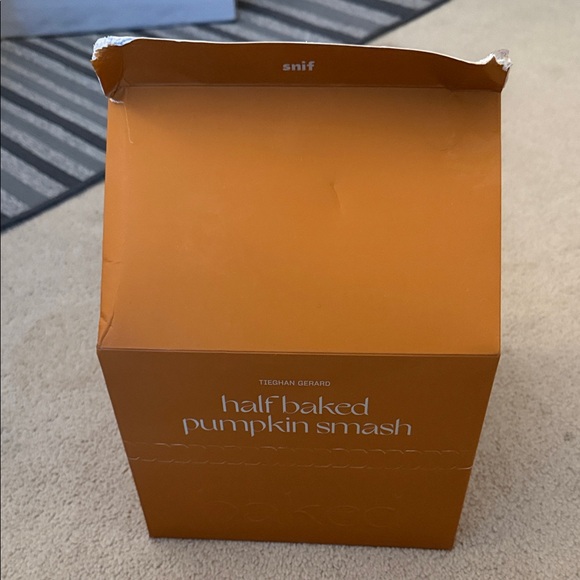 snif
TIEGHAN GERARD
half baked
pumpkin smash